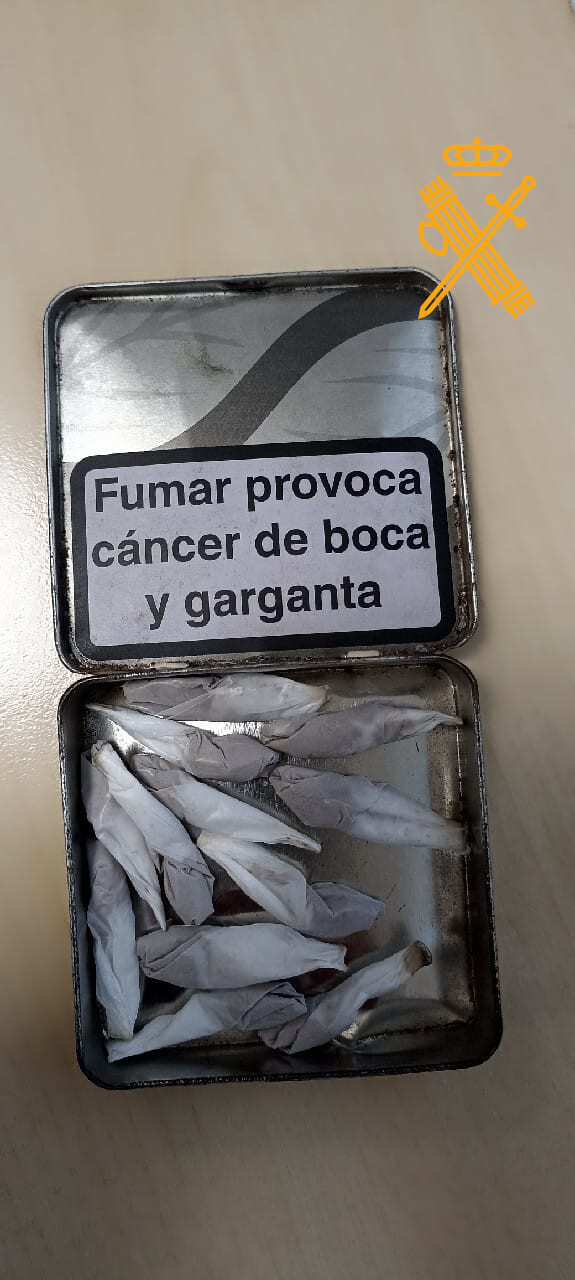 Fumar provoca
cáncer de boca
y garganta